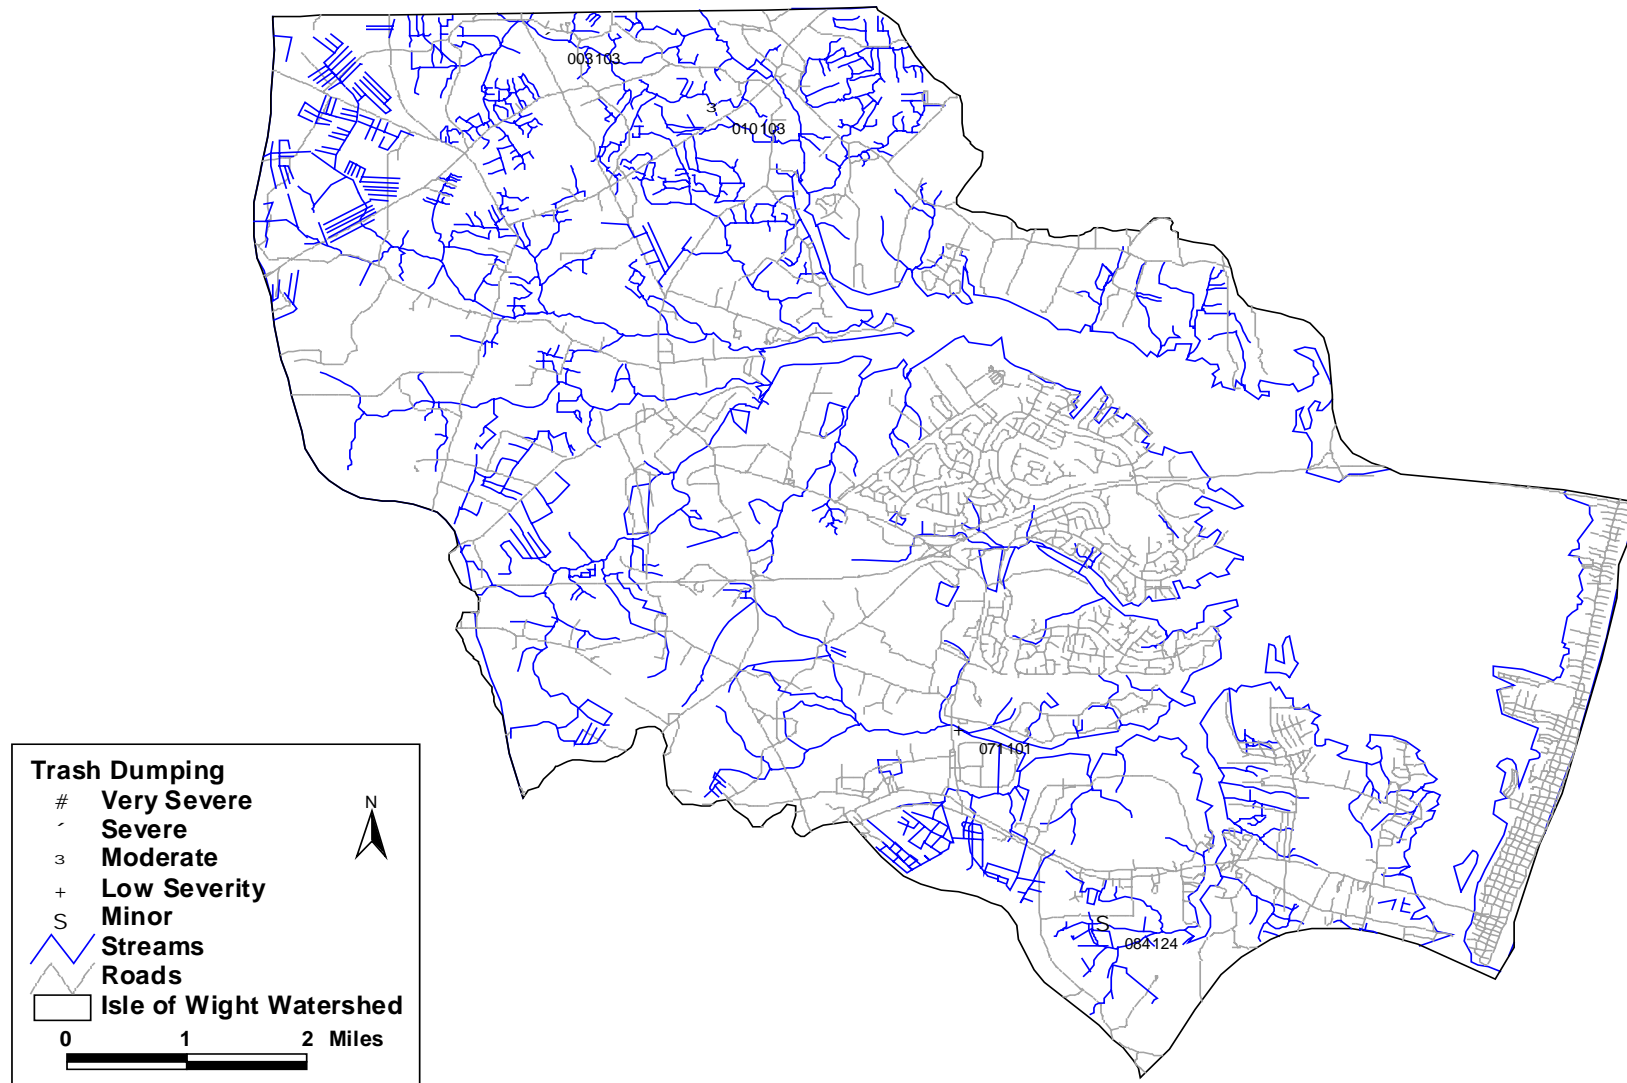 003103
3
010103
+
071101
S
084124
Trash Dumping
# Very Severe
´ Severe
3 Moderate
+ Low Severity
S Minor
Streams
Roads
Isle of Wight Watershed
0 1 2 Miles
N